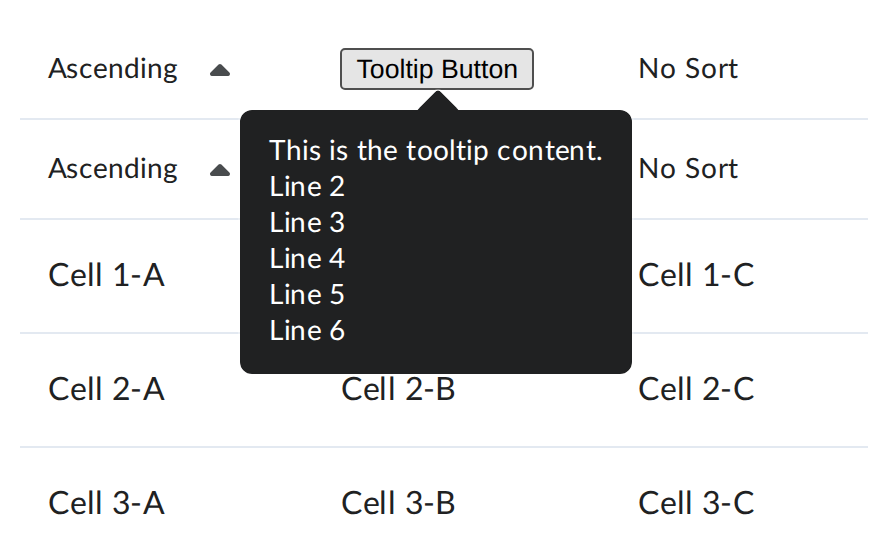 Ascending Tooltip Button No Sort
This is the tooltip content.
Ascending No Sort
Line 2
Line 3
Line 4
Line 5
Line 6
Cell 1-A Cell 1-C
Cell 2-A Cell 2-B Cell 2-C
Cell 3-A Cell 3-B Cell 3-C